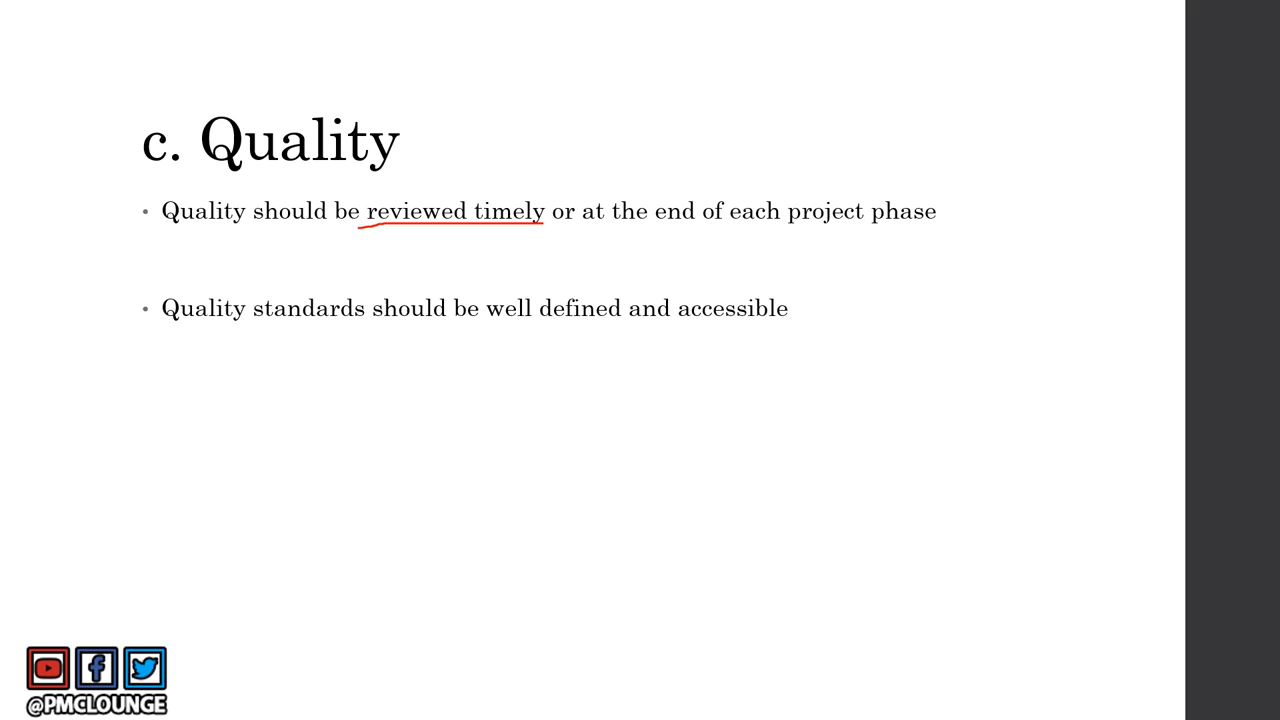 c. Quality
• Quality should be reviewed timely or at the end of each project phase
• Quality standards should be well defined and accessible
@PMCLOUNGE